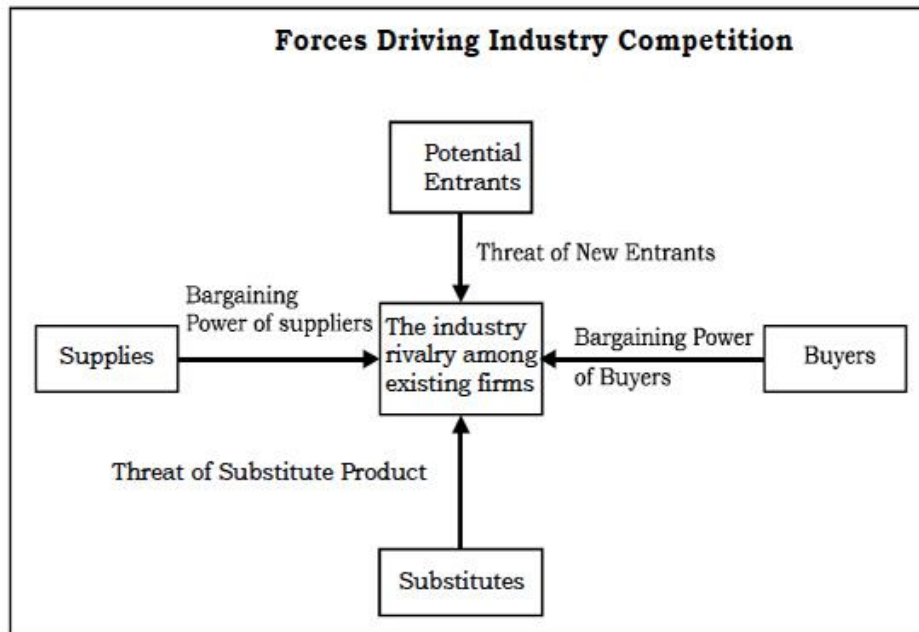 Forces Driving Industry Competition
Potential
Entrants
Threat of New Entrants
Bargaining
Power of suppliers
Supplies
The industry
rivalry among
existing firms
Bargaining Power
of Buyers
Buyers
Threat of Substitute Product
Substitutes